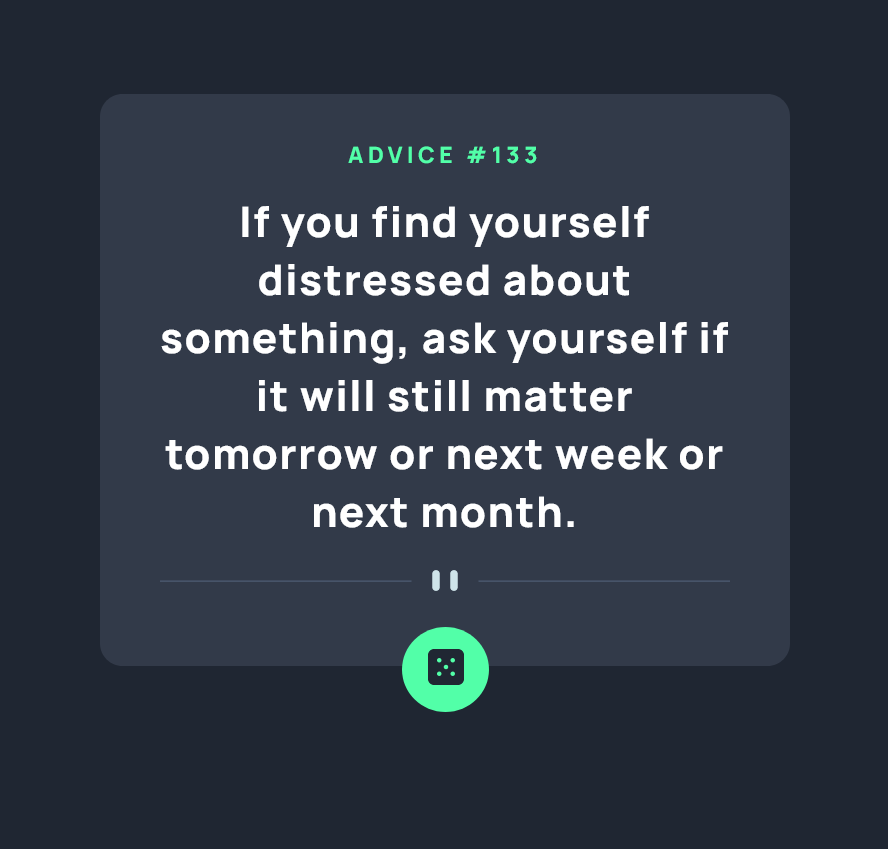 ADVICE #133
If you find yourself
distressed about
something, ask yourself if
it will still matter
tomorrow or next week or
next month.